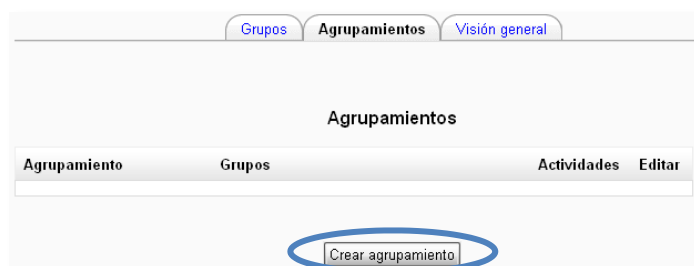 Grupos Agrupamientos Visión general
Agrupamientos
Agrupamiento Grupos Actividades Editar
Crear agrupamiento